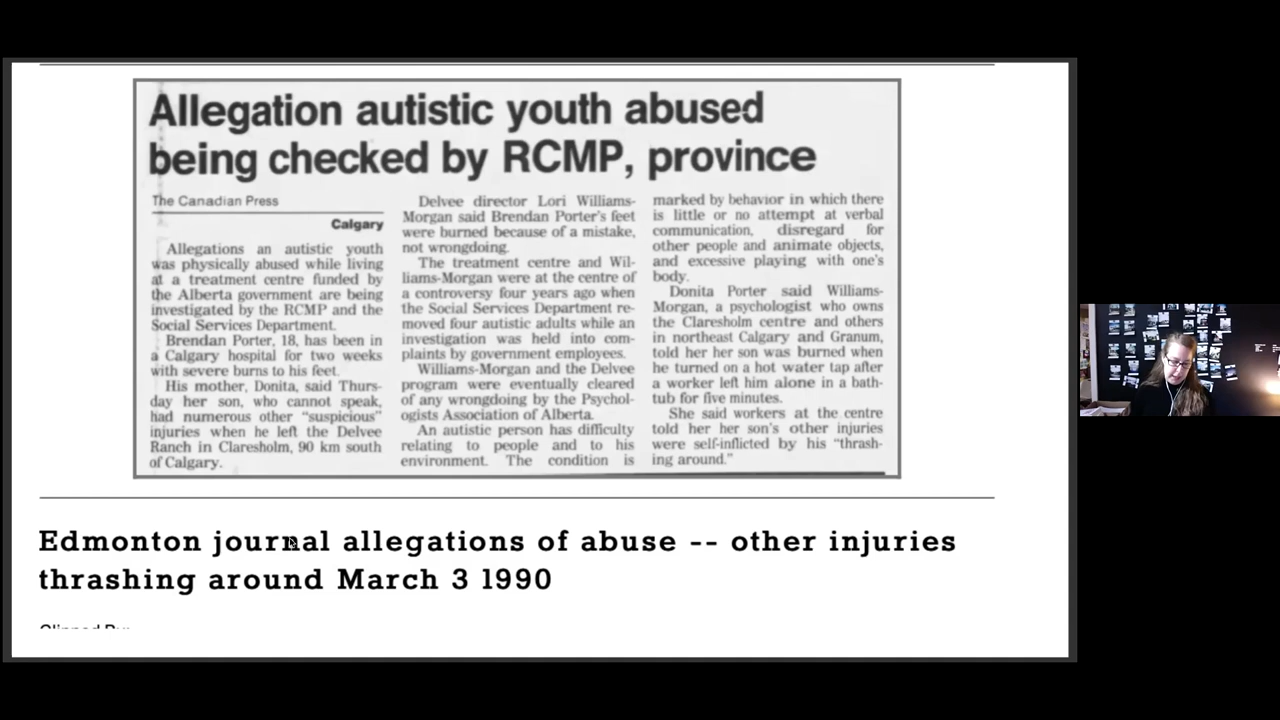 Allegation autistic youth abused
being checked by RCMP, province
The Canadian Press
Calgary
Allegations an autistic youth
was physically abused while living
at a treatment centre funded by
the Alberta government are being
investigated by the RCMP and the
Social Services Department.
Brendan Porter, 18, has been in
a Calgary hospital for two weeks
with severe burns to his feet.
His mother, Donita, said Thurs-
day her son, who cannot speak,
had numerous other “suspicious”
injuries when he left the Delvee
Ranch in Claresholm, 90 km south
of Calgary.
Delvee director Lori Williams-
Morgan said Brendan Porter's feet
were burned because of a mistake,
not wrongdoing.
The treatment centre and Wil-
liams-Morgan were at the centre of
a controversy four years ago when
the Social Services Department re-
moved four autistic adults while an
investigation was held into com-
plaints by government employees.
Williams-Morgan and the Delvee
program were eventually cleared
of any wrongdoing by the Psychol-
ogists Association of Alberta.
An autistic person has difficulty
relating to people and to his
environment. The condition is
marked by behavior in which there
is little or no attempt at verbal
communication, disregard for
other people and animate objects,
and excessive playing with one's
body.
Donita Porter said Williams-
Morgan, a psychologist who owns
the Claresholm centre and others
in northeast Calgary and Granum,
told her her son was burned when
he turned on a hot water tap after
a worker left him alone in a bath-
tub for five minutes.
She said workers at the centre
told her her son's other injuries
were self-inflicted by his “thrash-
ing around.”
Edmonton journal allegations of abuse -- other injuries
thrashing around March 3 1990